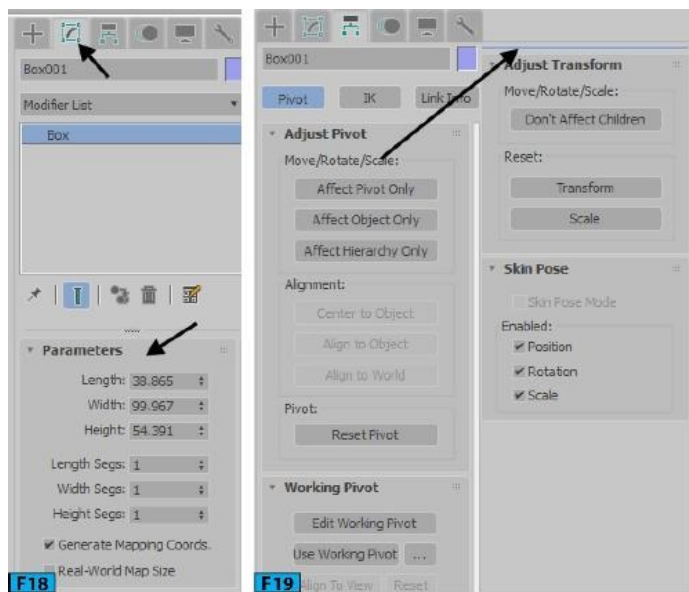 Box001
Modifier List
Box
Parameters
Length: 38.865
Width: 99.967
Height: 54.391
Length Segs: 1
Width Segs: 1
Height Segs: 1
Generate Mapping Coords.
Real-World Map Size
F18
Box001
Pivot IK Link Info
Adjust Pivot
Move/Rotate/Scale:
Affect Pivot Only
Affect Object Only
Affect Hierarchy Only
Alignment:
Center to Object
Align to Object
Align to World
Pivot:
Reset Pivot
Working Pivot
Edit Working Pivot
Use Working Pivot ...
Align To View Reset
F19
Adjust Transform
Move/Rotate/Scale:
Don't Affect Children
Reset:
Transform
Scale
Skin Pose
Skin Pose Mode
Enabled:
Position
Rotation
Scale